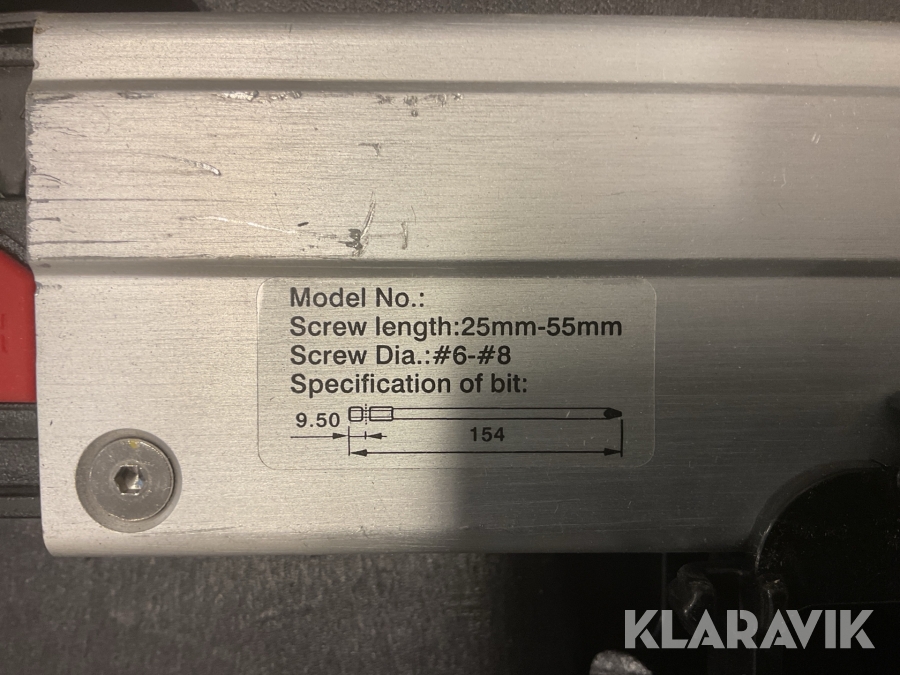 Model No.:
Screw length:25mm-55mm
Screw Dia.:#6-#8
Specification of bit:
9.50
154
KLARAVIK